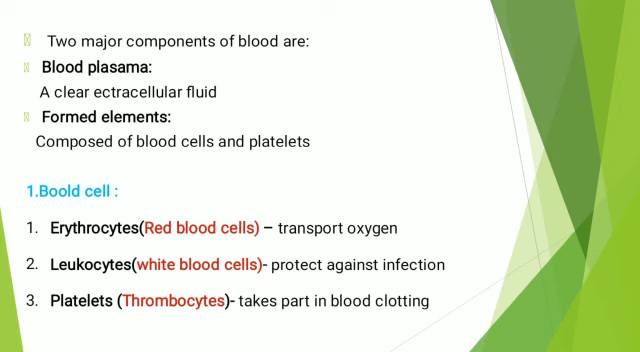 Two major components of blood are:
Blood plasama:
A clear ectracellular fluid
Formed elements:
Composed of blood cells and platelets
1.Boold cell :
1. Erythrocytes(Red blood cells) – transport oxygen
2. Leukocytes(white blood cells)- protect against infection
3. Platelets (Thrombocytes)- takes part in blood clotting